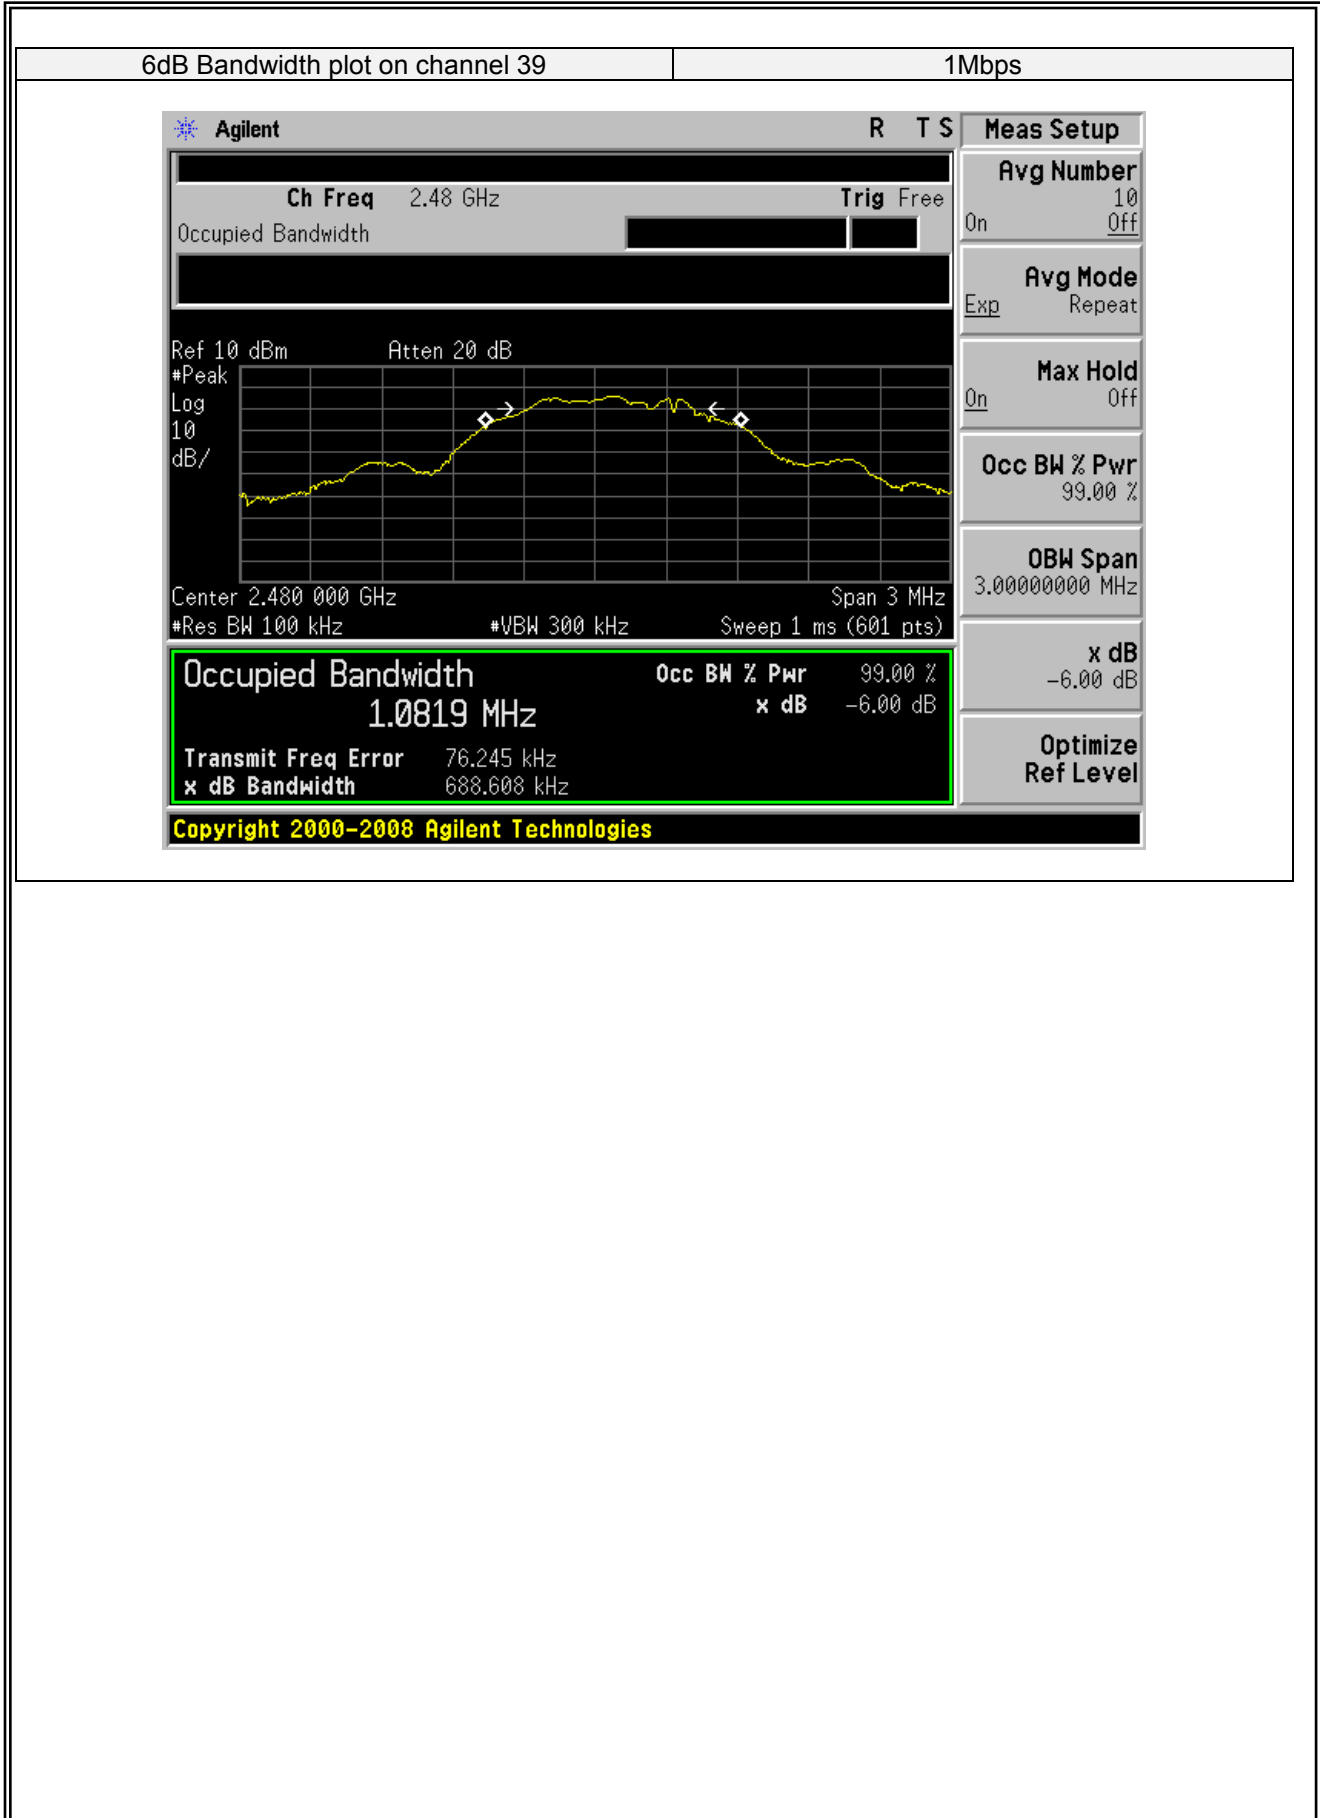 6dB Bandwidth plot on channel 39 1Mbps
Agilent R T S Meas Setup
Ch Freq 2.48 GHz Trig Free
Occupied Bandwidth
Avg Number
10
On Off
Avg Mode
Exp Repeat
Max Hold
On Off
Occ BW % Pwr
99.00 %
OBW Span
3.00000000 MHz
x dB
-6.00 dB
Optimize
Ref Level
Ref 10 dBm Atten 20 dB
#Peak
Log
10
dB/
Center 2.480 000 GHz Span 3 MHz
#Res BW 100 kHz #VBW 300 kHz Sweep 1 ms (601 pts)
Occupied Bandwidth Occ BW % Pwr 99.00 %
1.0819 MHz x dB -6.00 dB
Transmit Freq Error 76.245 kHz
x dB Bandwidth 688.608 kHz
Copyright 2000-2008 Agilent Technologies